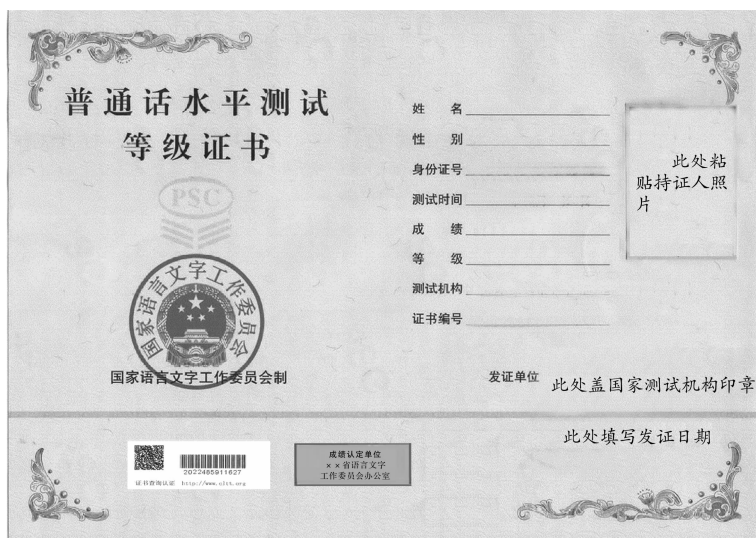 普通话水平测试
等级证书
PSC
国家语言文字工作委员会
国家语言文字工作委员会制
姓 名
性 别
身份证号
测试时间
成 绩
等 级
测试机构
证书编号
此处粘
贴持证人照
片
发证单位
此处盖国家测试机构印章
此处填写发证日期
2022485911627
证书查询认证 http://www.cltt.org
成绩认定单位
××省语言文字
工作委员会办公室